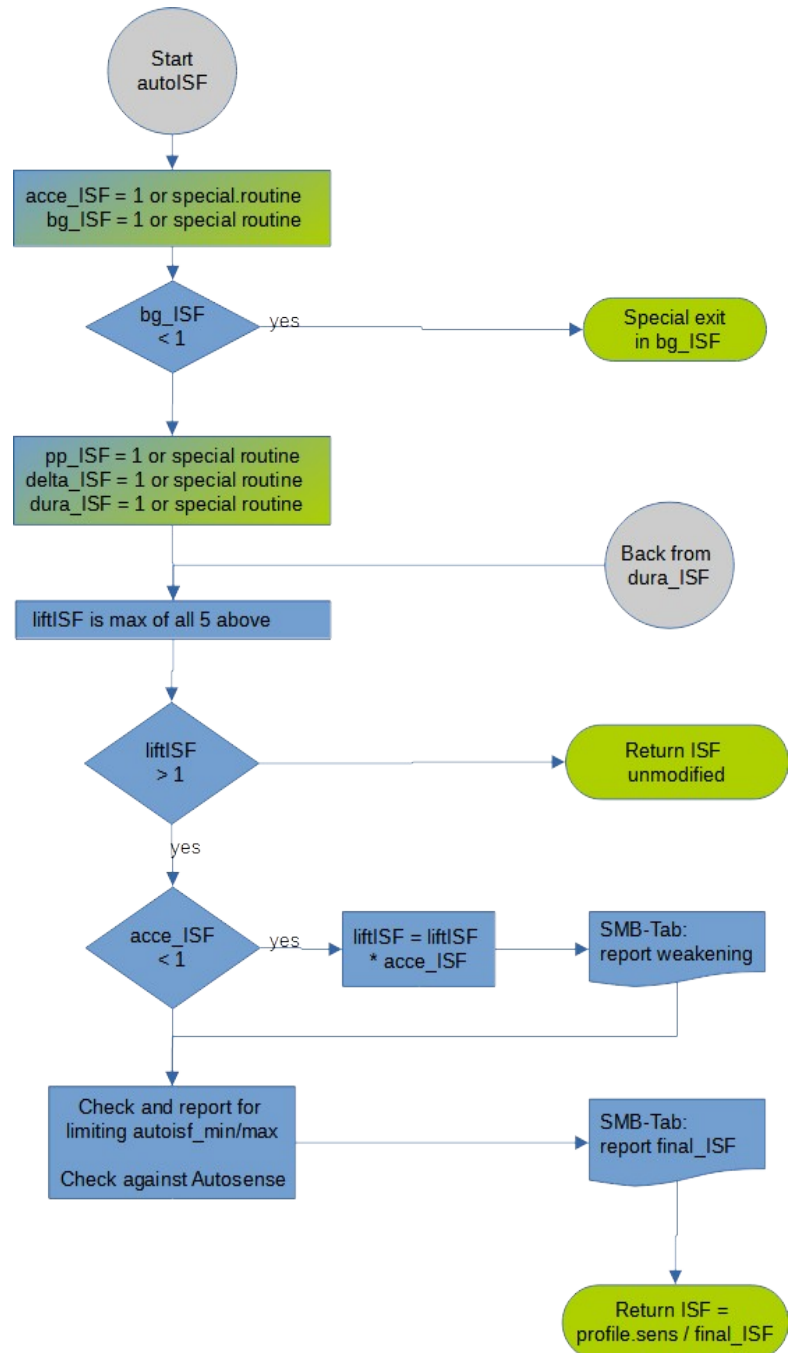 Start
autoISF
acce_ISF = 1 or special.routine
bg_ISF = 1 or special routine
bg_ISF
< 1
yes
Special exit
in bg_ISF
pp_ISF = 1 or special routine
delta_ISF = 1 or special routine
dura_ISF = 1 or special routine
Back from
dura_ISF
liftISF is max of all 5 above
liftISF
> 1
Return ISF
unmodified
yes
acce_ISF
< 1
yes
liftISF = liftISF
* acce_ISF
SMB-Tab:
report weakening
Check and report for
limiting autoisf_min/max
Check against Autosense
SMB-Tab:
report final_ISF
Return ISF =
profile.sens / final_ISF